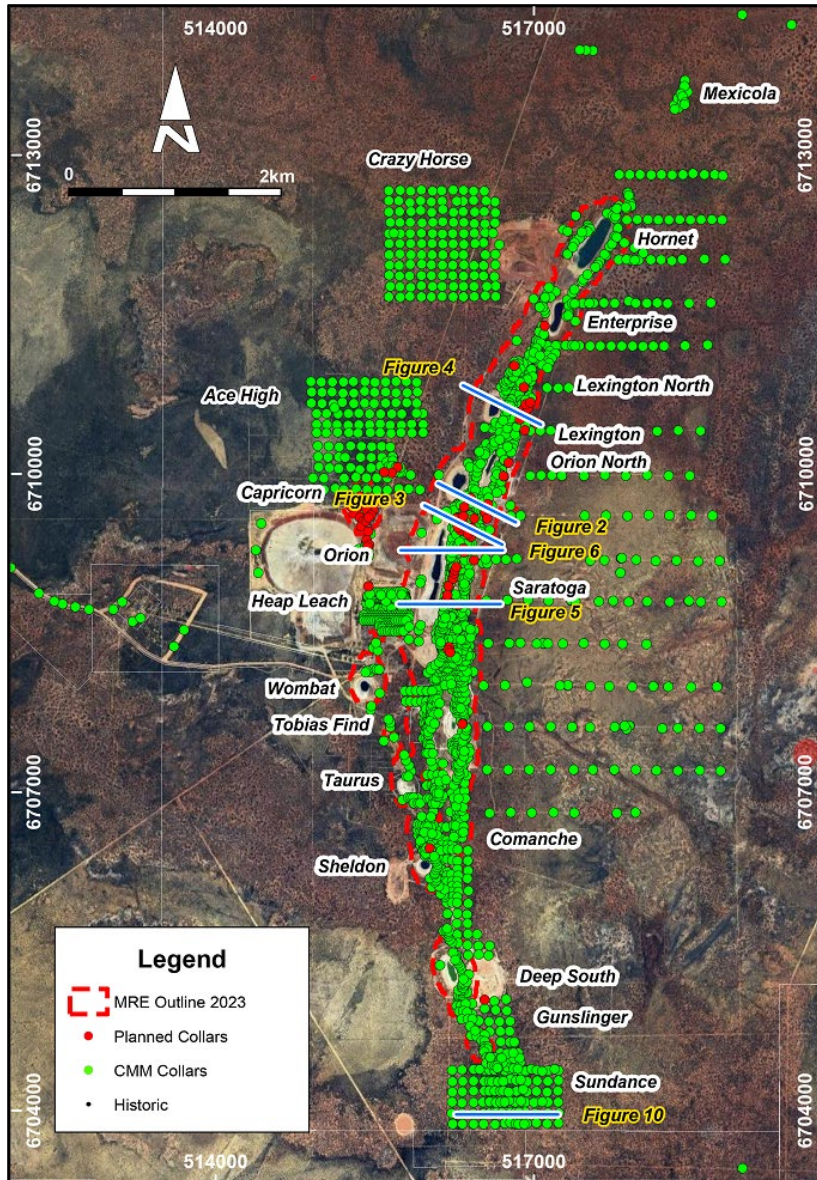 514000
517000
Mexicola
6713000
6713000
N
0
2km
Crazy Horse
Hornet
Enterprise
Figure 4
Lexington North
Ace High
Lexington
Orion North
6710000
6710000
Capricorn
Figure 3
Figure 2
Orion
Figure 6
Saratoga
Heap Leach
Figure 5
Wombat
Tobias Find
Taurus
6707000
6707000
Comanche
Sheldon
Deep South
Gunslinger
Sundance
Figure 10
6704000
6704000
Legend
MRE Outline 2023
Planned Collars
CMM Collars
Historic
514000
517000